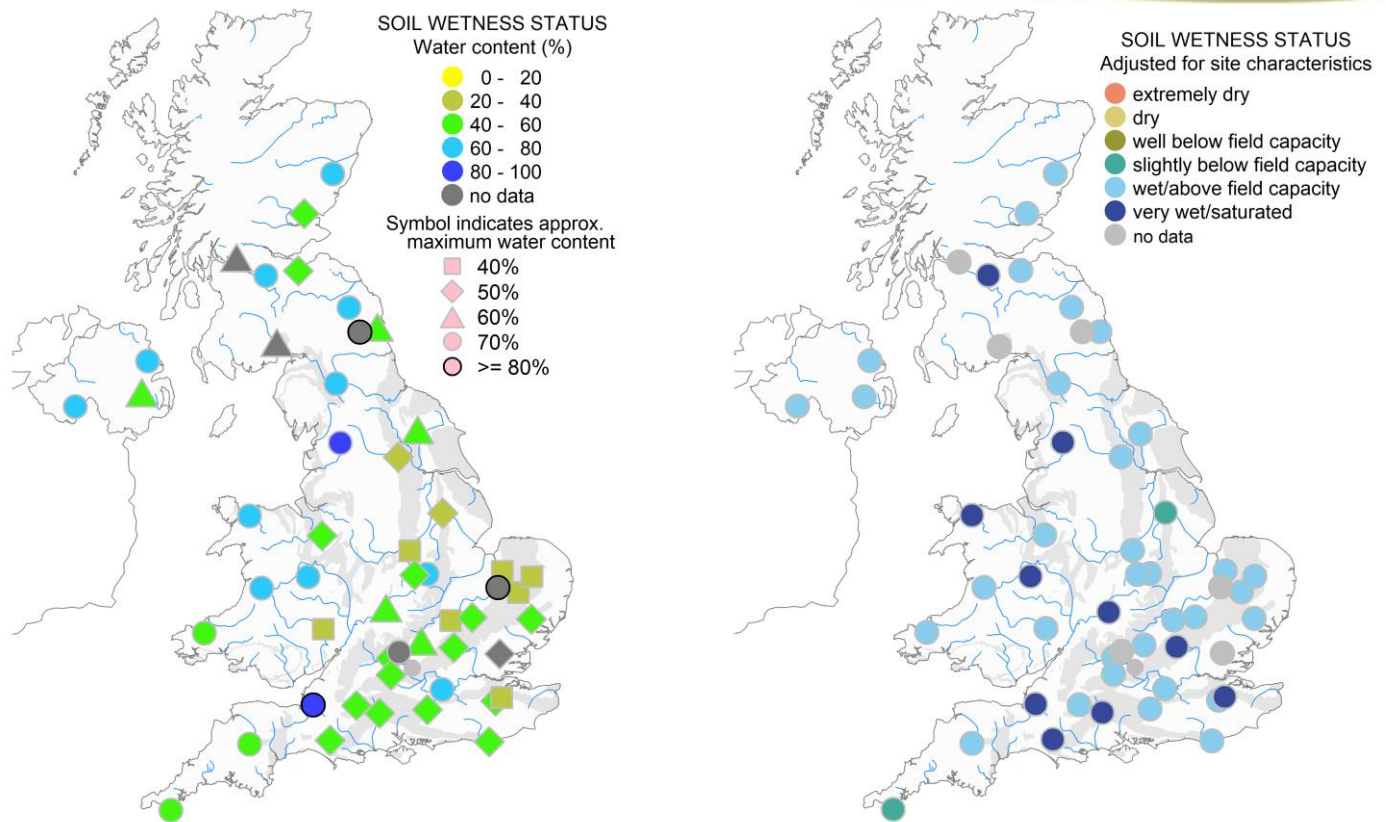 SOIL WETNESS STATUS
Water content (%)
0 - 20
20 - 40
40 - 60
60 - 80
80 - 100
no data
Symbol indicates approx.
maximum water content
40%
50%
60%
70%
>= 80%
SOIL WETNESS STATUS
Adjusted for site characteristics
extremely dry
dry
well below field capacity
slightly below field capacity
wet/above field capacity
very wet/saturated
no data